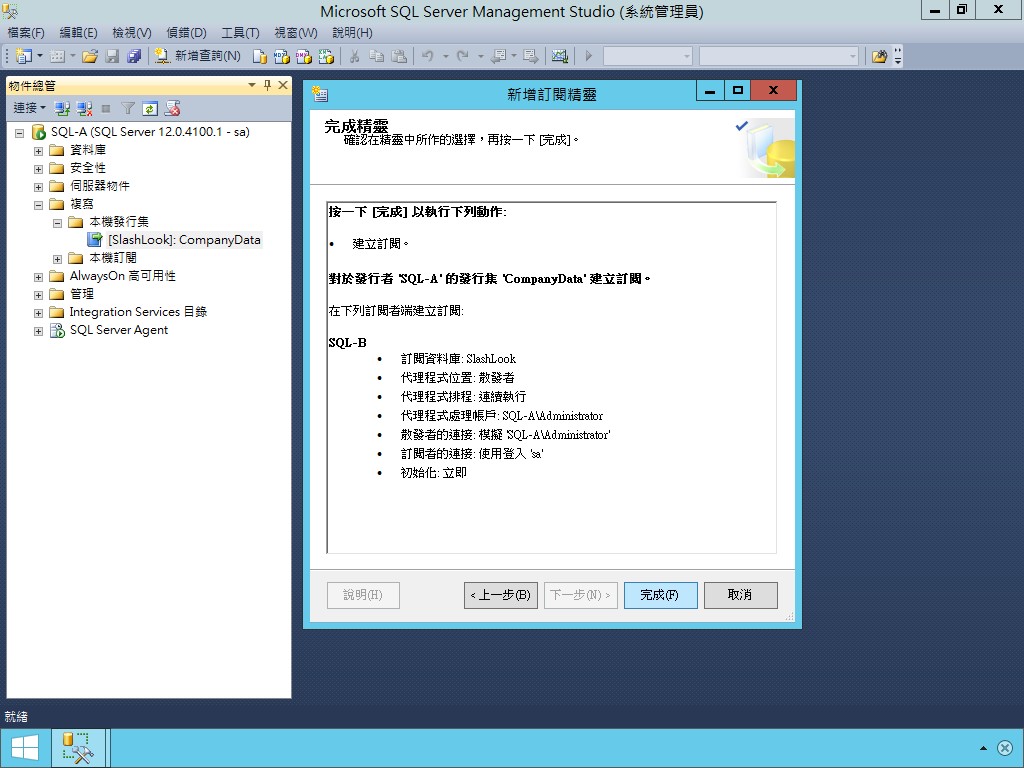 Microsoft SQL Server Management Studio (系統管理員)
檔案(F) 編輯(E) 檢視(V) 偵錯(D) 工具(T) 視窗(W) 說明(H)
新增查詢(N)
物件總管
連接
SQL-A (SQL Server 12.0.4100.1 - sa)
資料庫
安全性
伺服器物件
複寫
本機發行集
[SlashLook]: CompanyData
本機訂閱
AlwaysOn 高可用性
管理
Integration Services 目錄
SQL Server Agent
新增訂閱精靈
完成精靈
確認在精靈中所作的選擇，再按一下 [完成]。
按一下 [完成] 以執行下列動作:
• 建立訂閱。
對於發行者 'SQL-A' 的發行集 'CompanyData' 建立訂閱。
在下列訂閱者端建立訂閱:
SQL-B
• 訂閱資料庫: SlashLook
• 代理程式位置: 散發者
• 代理程式排程: 連續執行
• 代理程式處理帳戶: SQL-A\Administrator
• 散發者的連接: 模擬 'SQL-A\Administrator'
• 訂閱者的連接: 使用登入 'sa'
• 初始化: 立即
說明(H) < 上一步(B) 下一步(N) > 完成(F) 取消
就緒